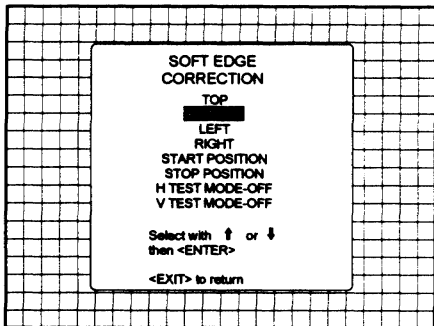 SOFT EDGE
CORRECTION
TOP
LEFT
RIGHT
START POSITION
STOP POSITION
H TEST MODE-OFF
V TEST MODE-OFF
Select with ⬆ or ⬇
then <ENTER>
<EXIT> to return